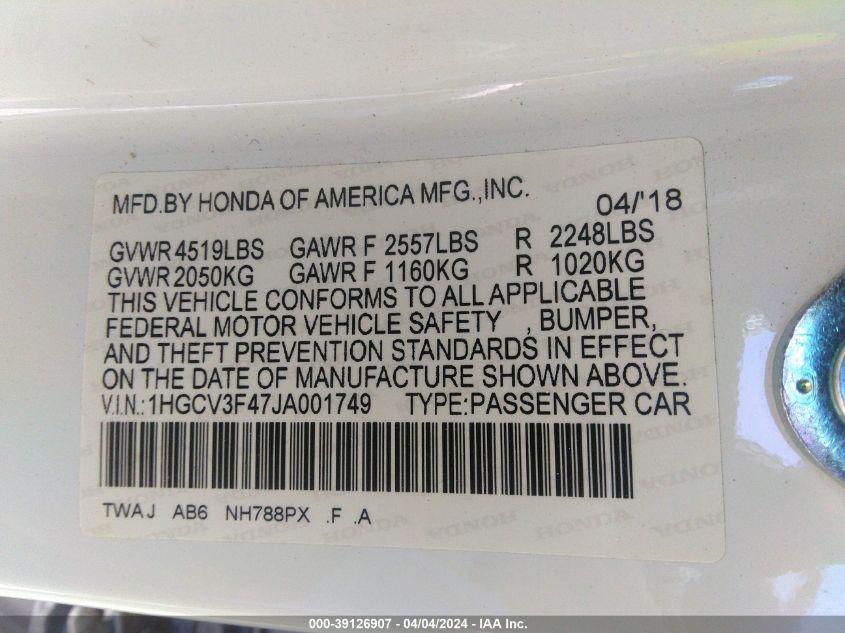 MFD.BY HONDA OF AMERICA MFG.,INC. 04/'18
GVWR 4519LBS GAWR F 2557LBS R 2248LBS
GVWR 2050KG GAWR F 1160KG R 1020KG
THIS VEHICLE CONFORMS TO ALL APPLICABLE
FEDERAL MOTOR VEHICLE SAFETY , BUMPER,
AND THEFT PREVENTION STANDARDS IN EFFECT
ON THE DATE OF MANUFACTURE SHOWN ABOVE.
V.I.N.:1HGCV3F47JA001749 TYPE:PASSENGER CAR
TWAJ AB6 NH788PX .F .A
000-39126907 - 04/04/2024 - IAA Inc.